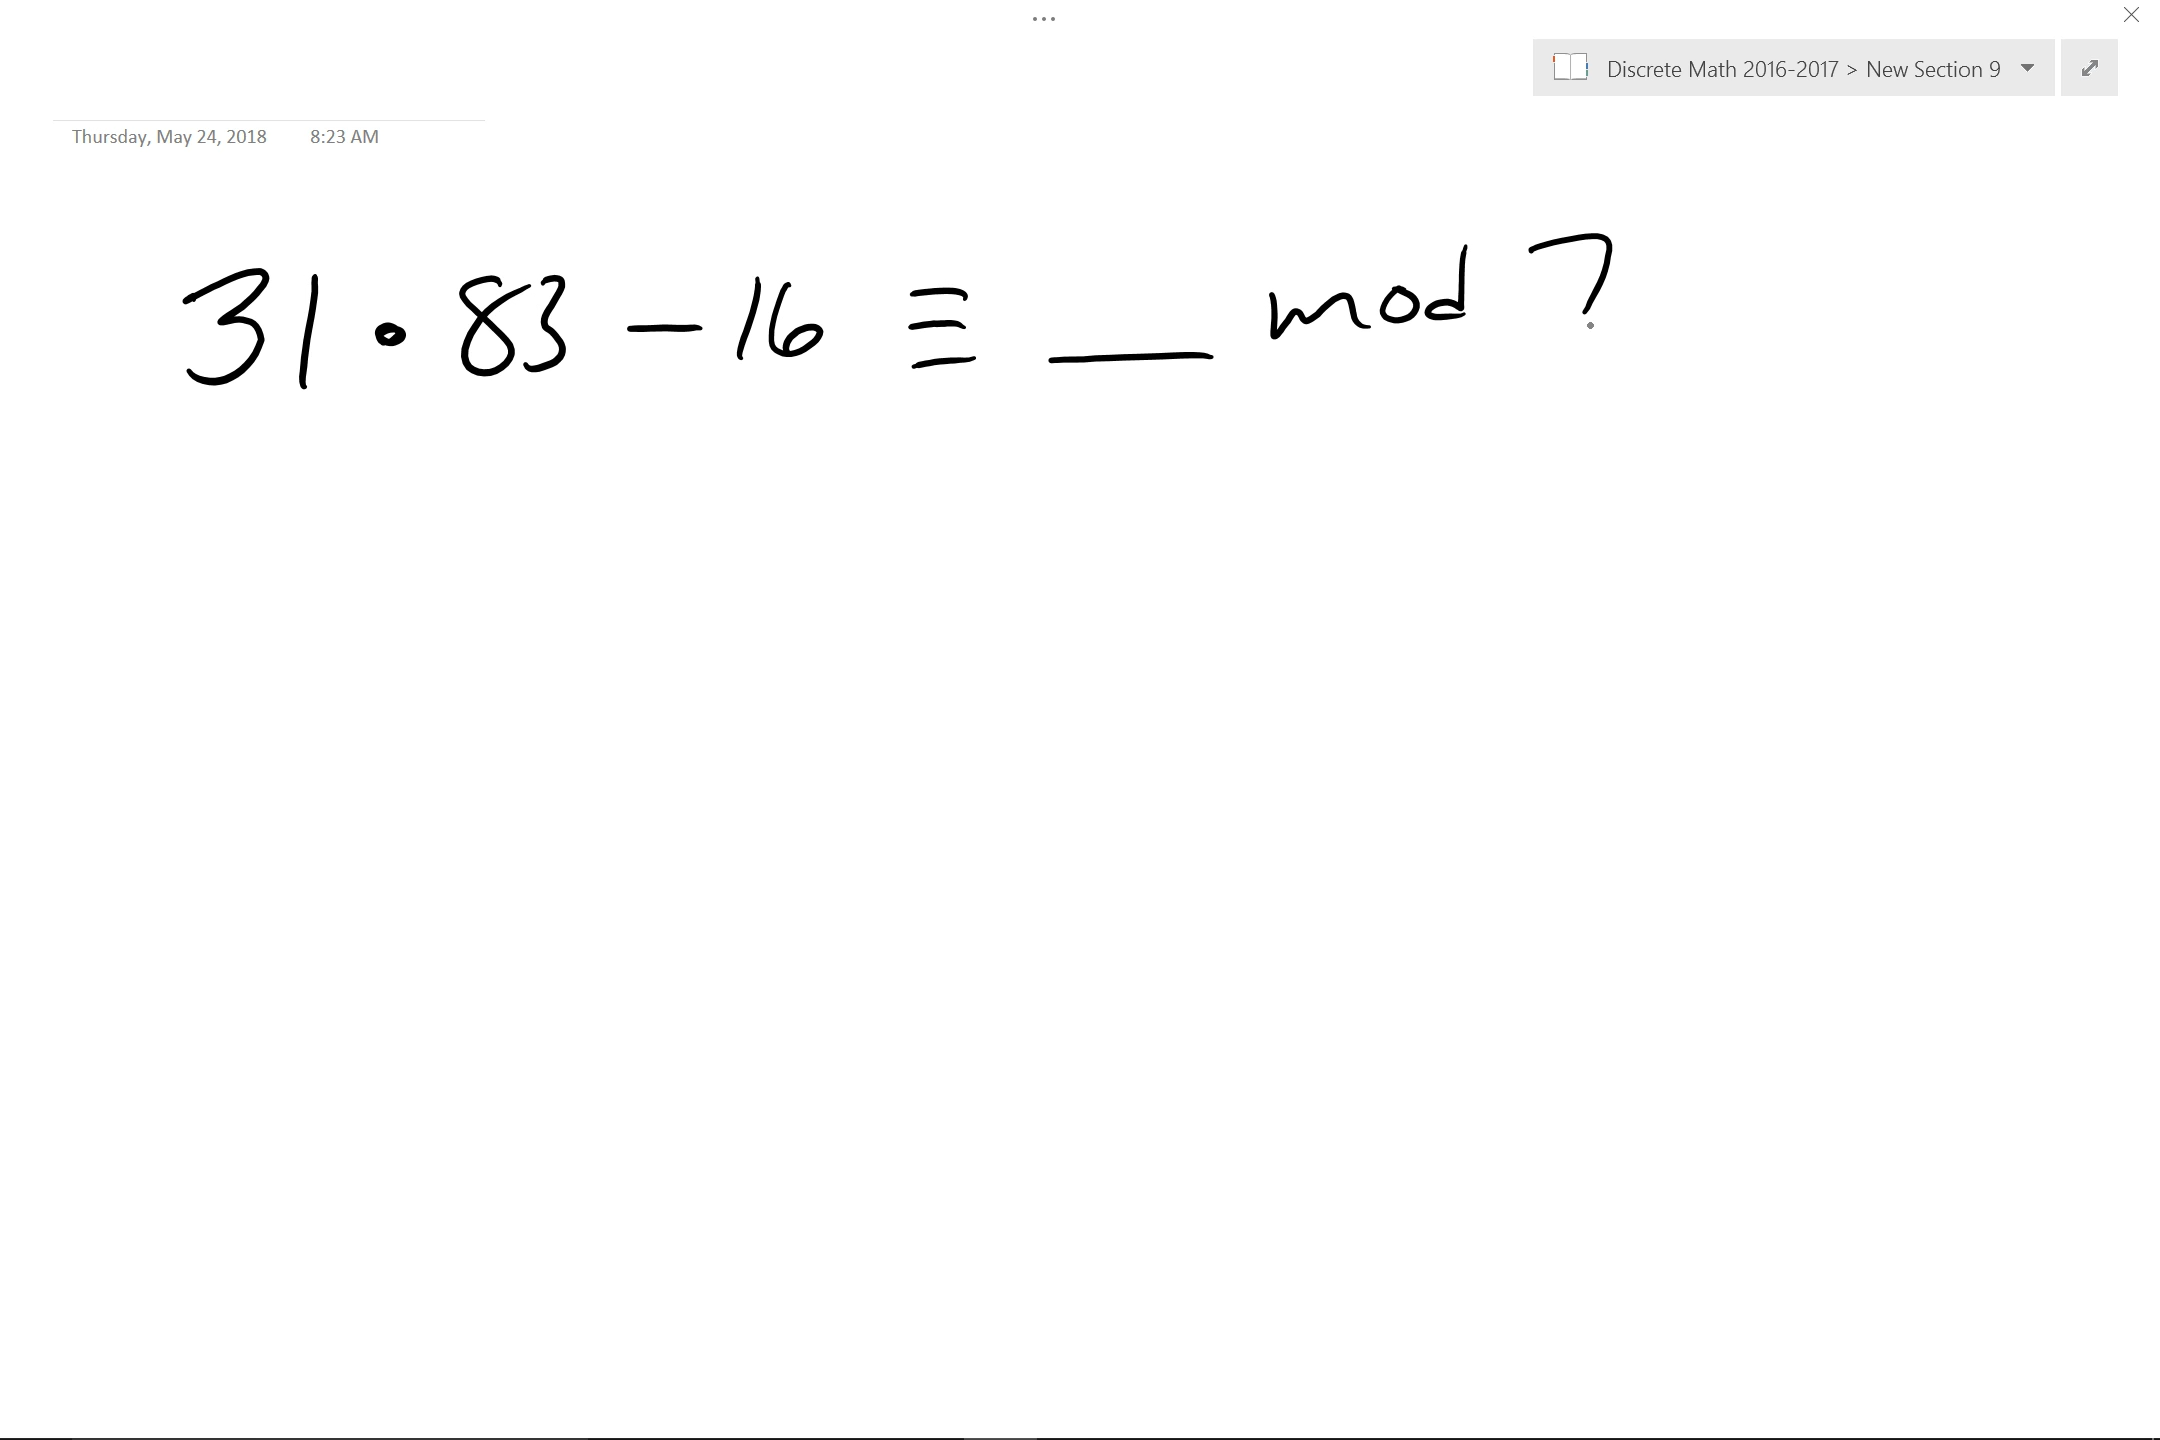 Discrete Math 2016-2017 > New Section 9
Thursday, May 24, 2018 8:23 AM
31 • 83 – 16 ≡ ___ mod 7